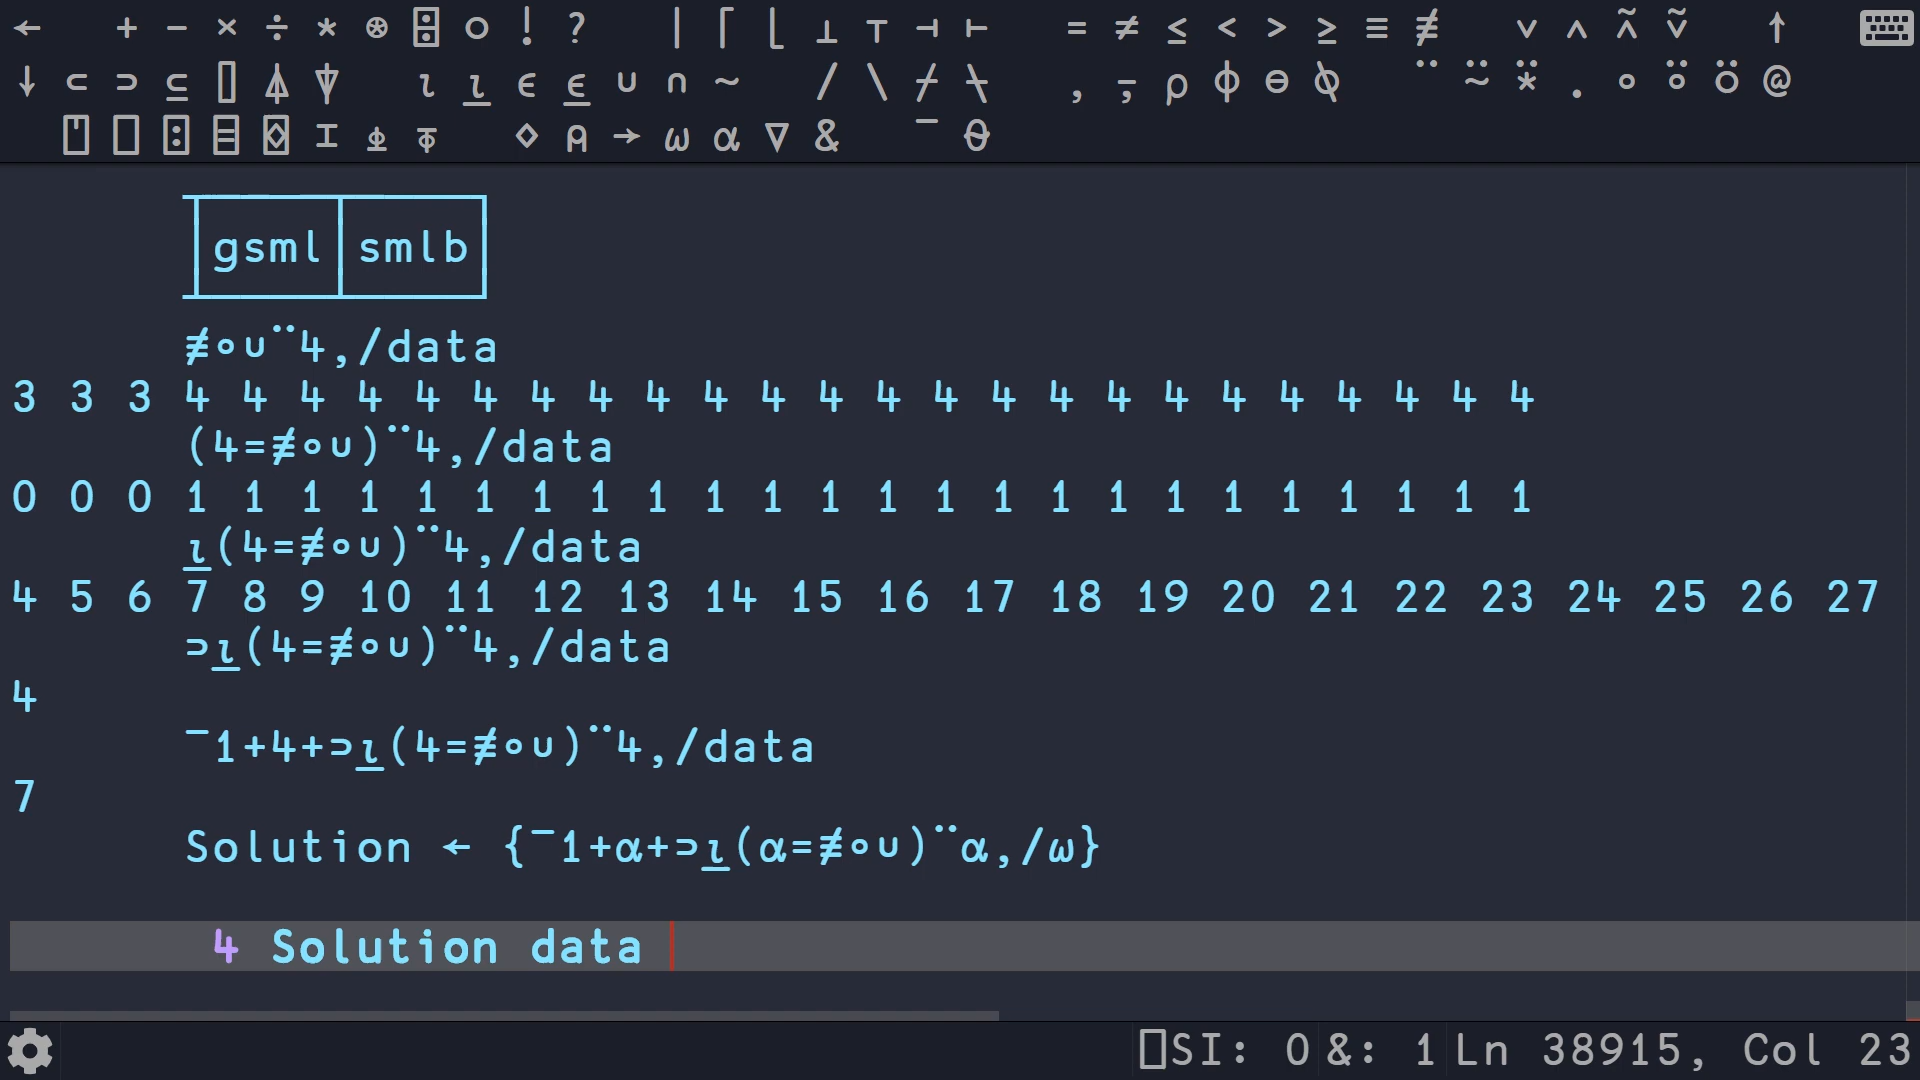 ← + - × ÷ * ⍟ ⌹ ○ ! ? | ⌈ ⌊ ⊥ ⊤ ⊣ ⊢ = ≠ ≤ < > ≥ ≡ ≢ ∨ ∧ ⍲ ⍱ ↑
↓ ⊂ ⊃ ⊆ ⌷ ⍋ ⍒ ⍳ ⍸ ∊ ⍷ ∪ ∩ ~ / \ ⌿ ⍀ , ⍪ ⍴ ⌽ ⊖ ⍉ ¨ ⍨ ⍣ . ∘ ⍤ ⍥ @
⍞ ⎕ ⍠ ⌸ ⌺ ⌶ ⍎ ⍕ ⋄ ⍝ → ⍵ ⍺ ∇ & ¯ ⍬
gsml smlb
≢∘∪¨4,/data
3 3 3 4 4 4 4 4 4 4 4 4 4 4 4 4 4 4 4 4 4 4 4 4 4 4 4
(4=≢∘∪)¨4,/data
0 0 0 1 1 1 1 1 1 1 1 1 1 1 1 1 1 1 1 1 1 1 1 1 1 1 1
⍸(4=≢∘∪)¨4,/data
4 5 6 7 8 9 10 11 12 13 14 15 16 17 18 19 20 21 22 23 24 25 26 27
⊃⍸(4=≢∘∪)¨4,/data
4
¯1+4+⊃⍸(4=≢∘∪)¨4,/data
7
Solution ← {¯1+⍺+⊃⍸(⍺=≢∘∪)¨⍺,/⍵}
4 Solution data
⎕SI: 0 &: 1 Ln 38915, Col 23